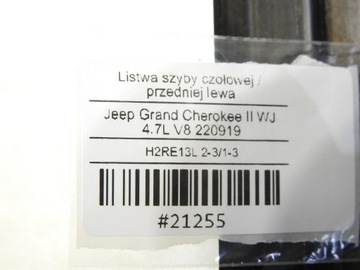 Listwa szyby czołowej /
przedniej lewa
Jeep Grand Cherokee II WJ
4.7L V8 220919
H2RE13L 2-3/1-3
#21255